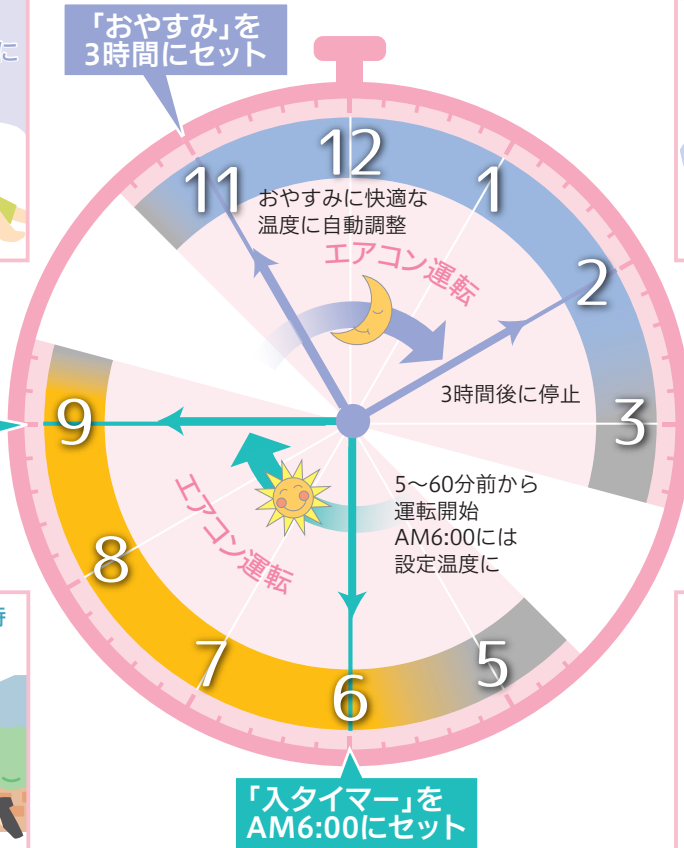 「おやすみ」を
3時間にセット
に
12
1
2
3
5
6
7
8
9
11
おやすみに快適な
温度に自動調整
エアコン運転
3時間後に停止
5～60分前から
運転開始
AM6:00には
設定温度に
エアコン運転
「入タイマー」を
AM6:00にセット